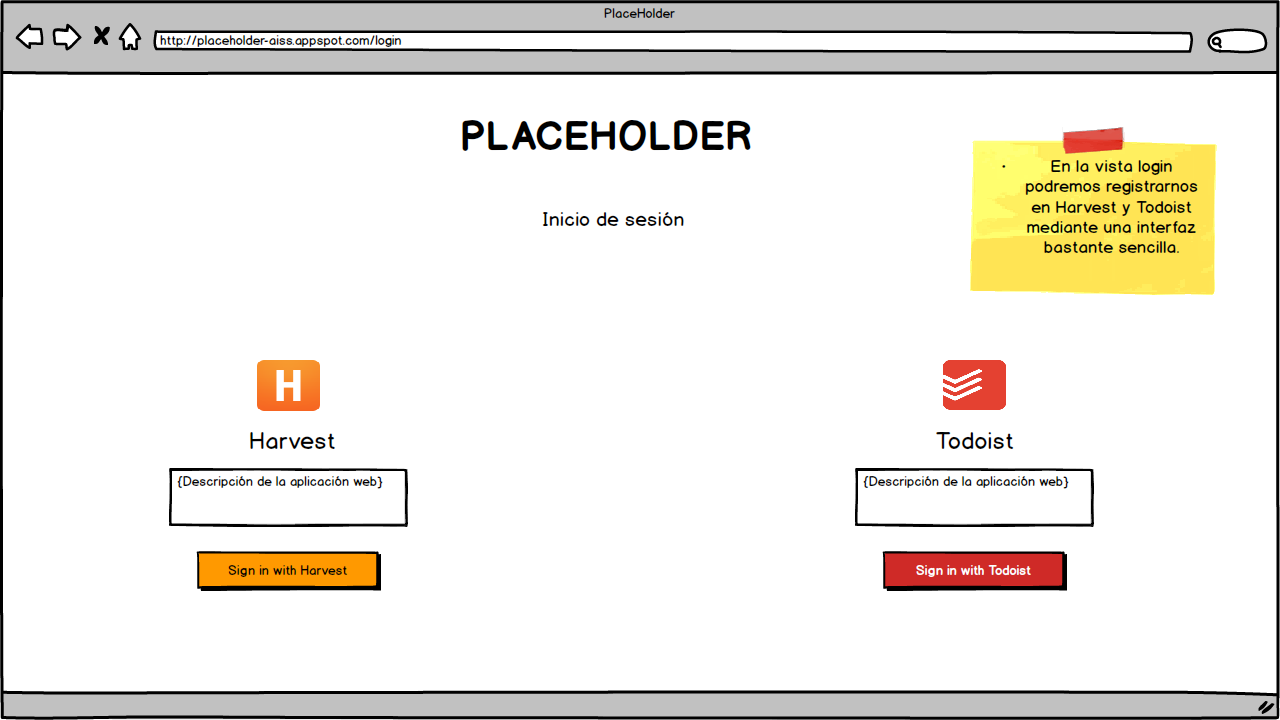 PlaceHolder
http://placeholder-aiss.appspot.com/login
PLACEHOLDER
• En la vista login
podremos registrarnos
en Harvest y Todoist
mediante una interfaz
bastante sencilla.
Inicio de sesión
H
Harvest
{Descripción de la aplicación web}
Sign in with Harvest
Todoist
{Descripción de la aplicación web}
Sign in with Todoist